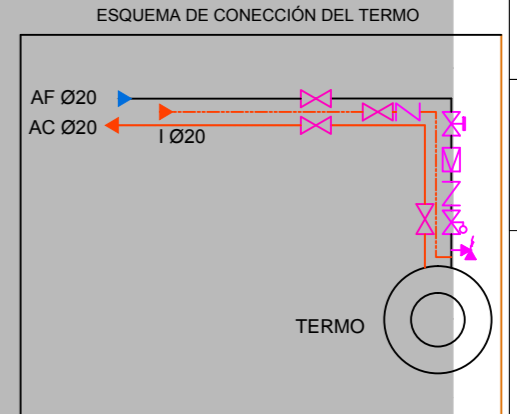 ESQUEMA DE CONECCIÓN DEL TERMO
AF Ø20
AC Ø20
I Ø20
TERMO